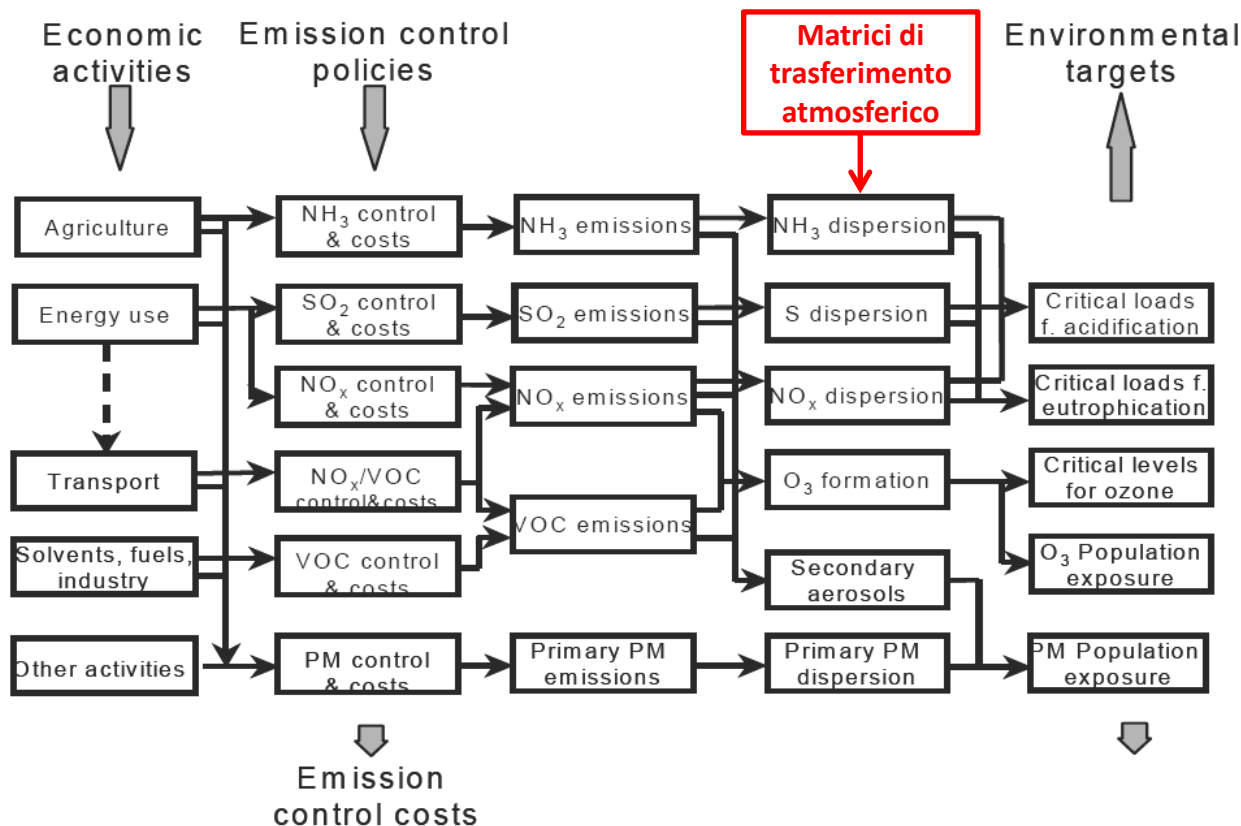 Economic
activities
Emission control
policies
Matrici di
trasferimento
atmosferico
Environmental
targets
Agriculture
NH₃ control
& costs
NH₃ emissions
NH₃ dispersion
Energy use
SO₂ control
& costs
SO₂ emissions
S dispersion
Critical loads
f. acidification
NOₓ control
& costs
NOₓ emissions
NOₓ dispersion
Critical loads f.
eutrophication
Transport
NOₓ/VOC
control&costs
O₃ formation
Critical levels
for ozone
VOC emissions
Solvents, fuels,
industry
VOC control
& costs
Secondary
aerosols
O₃ Population
exposure
Other activities
PM control
& costs
Primary PM
emissions
Primary PM
dispersion
PM Population
exposure
Emission
control costs